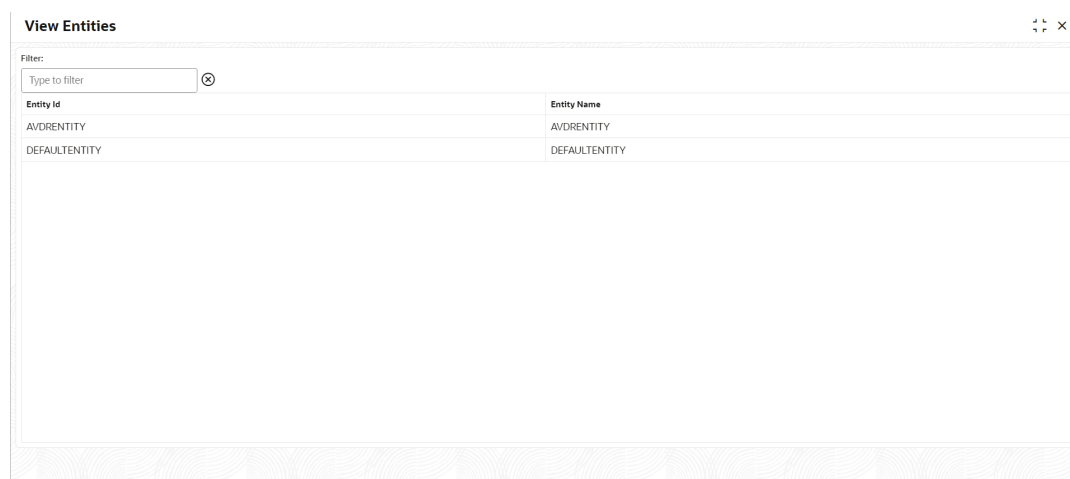 View Entities
Filter:
Type to filter
Entity Id Entity Name
AVDRENTITY AVDRENTITY
DEFAULTENTITY DEFAULTENTITY